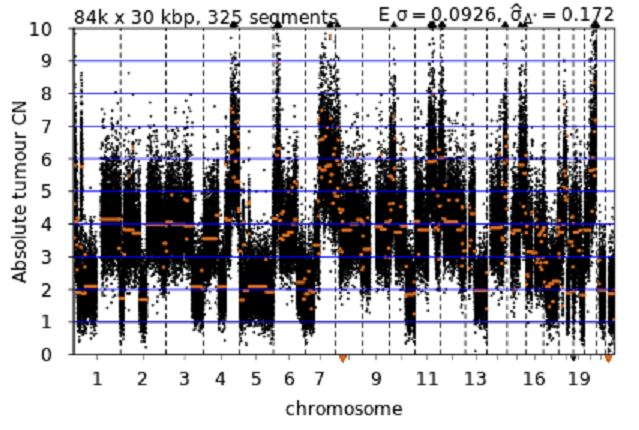 84k x 30 kbp, 325 segments
E σ = 0.0926, σ̂Δ* = 0.172
Absolute tumour CN
10
9
8
7
6
5
4
3
2
1
0
1 2 3 4 5 6 7 9 11 13 16 19
chromosome